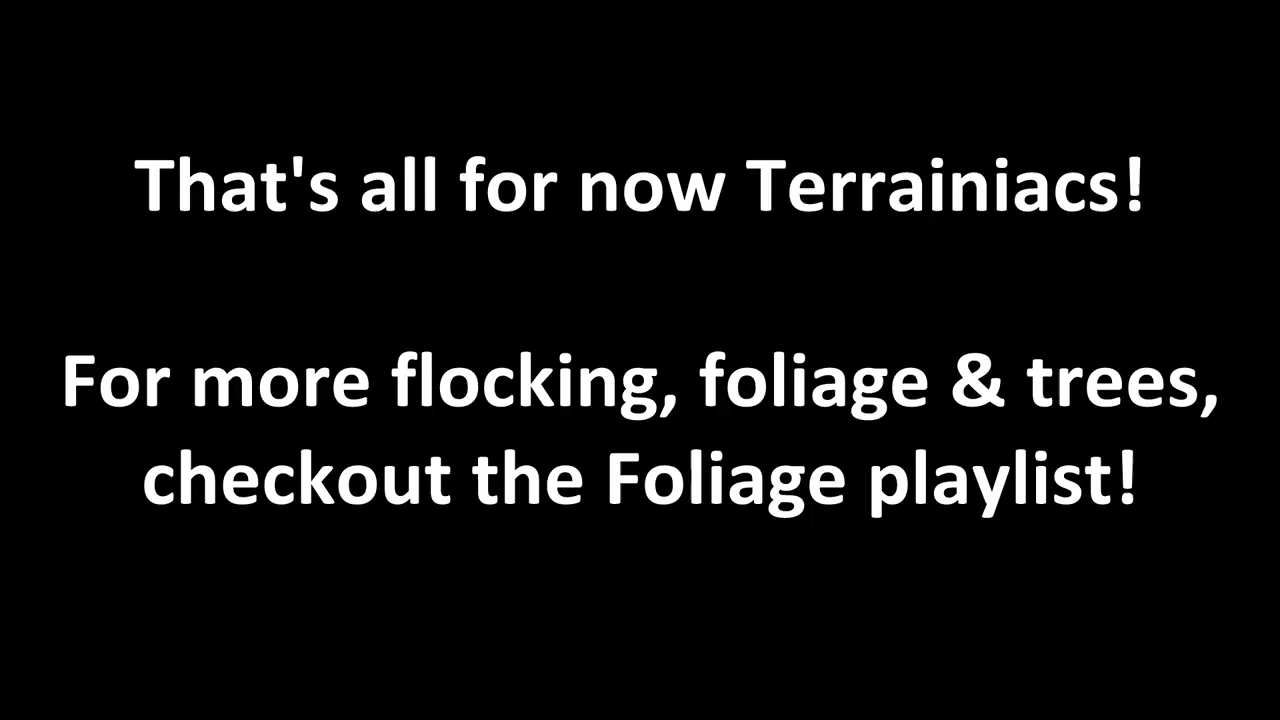 That's all for now Terrainiacs!
For more flocking, foliage & trees,
checkout the Foliage playlist!